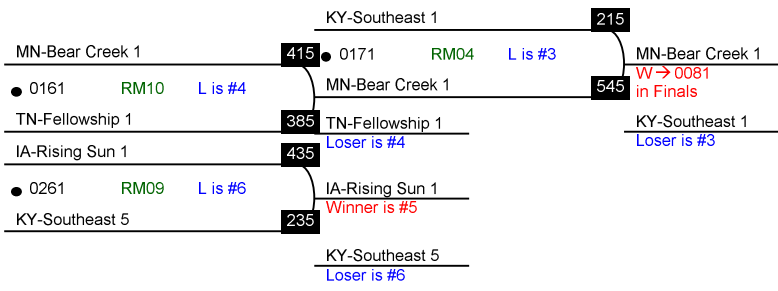 KY-Southeast 1
215
MN-Bear Creek 1
415
0171 RM04 L is #3
MN-Bear Creek 1
0161 RM10 L is #4
MN-Bear Creek 1
545
W → 0081
in Finals
TN-Fellowship 1
385
TN-Fellowship 1
Loser is #4
KY-Southeast 1
Loser is #3
IA-Rising Sun 1
435
0261 RM09 L is #6
IA-Rising Sun 1
Winner is #5
KY-Southeast 5
235
KY-Southeast 5
Loser is #6